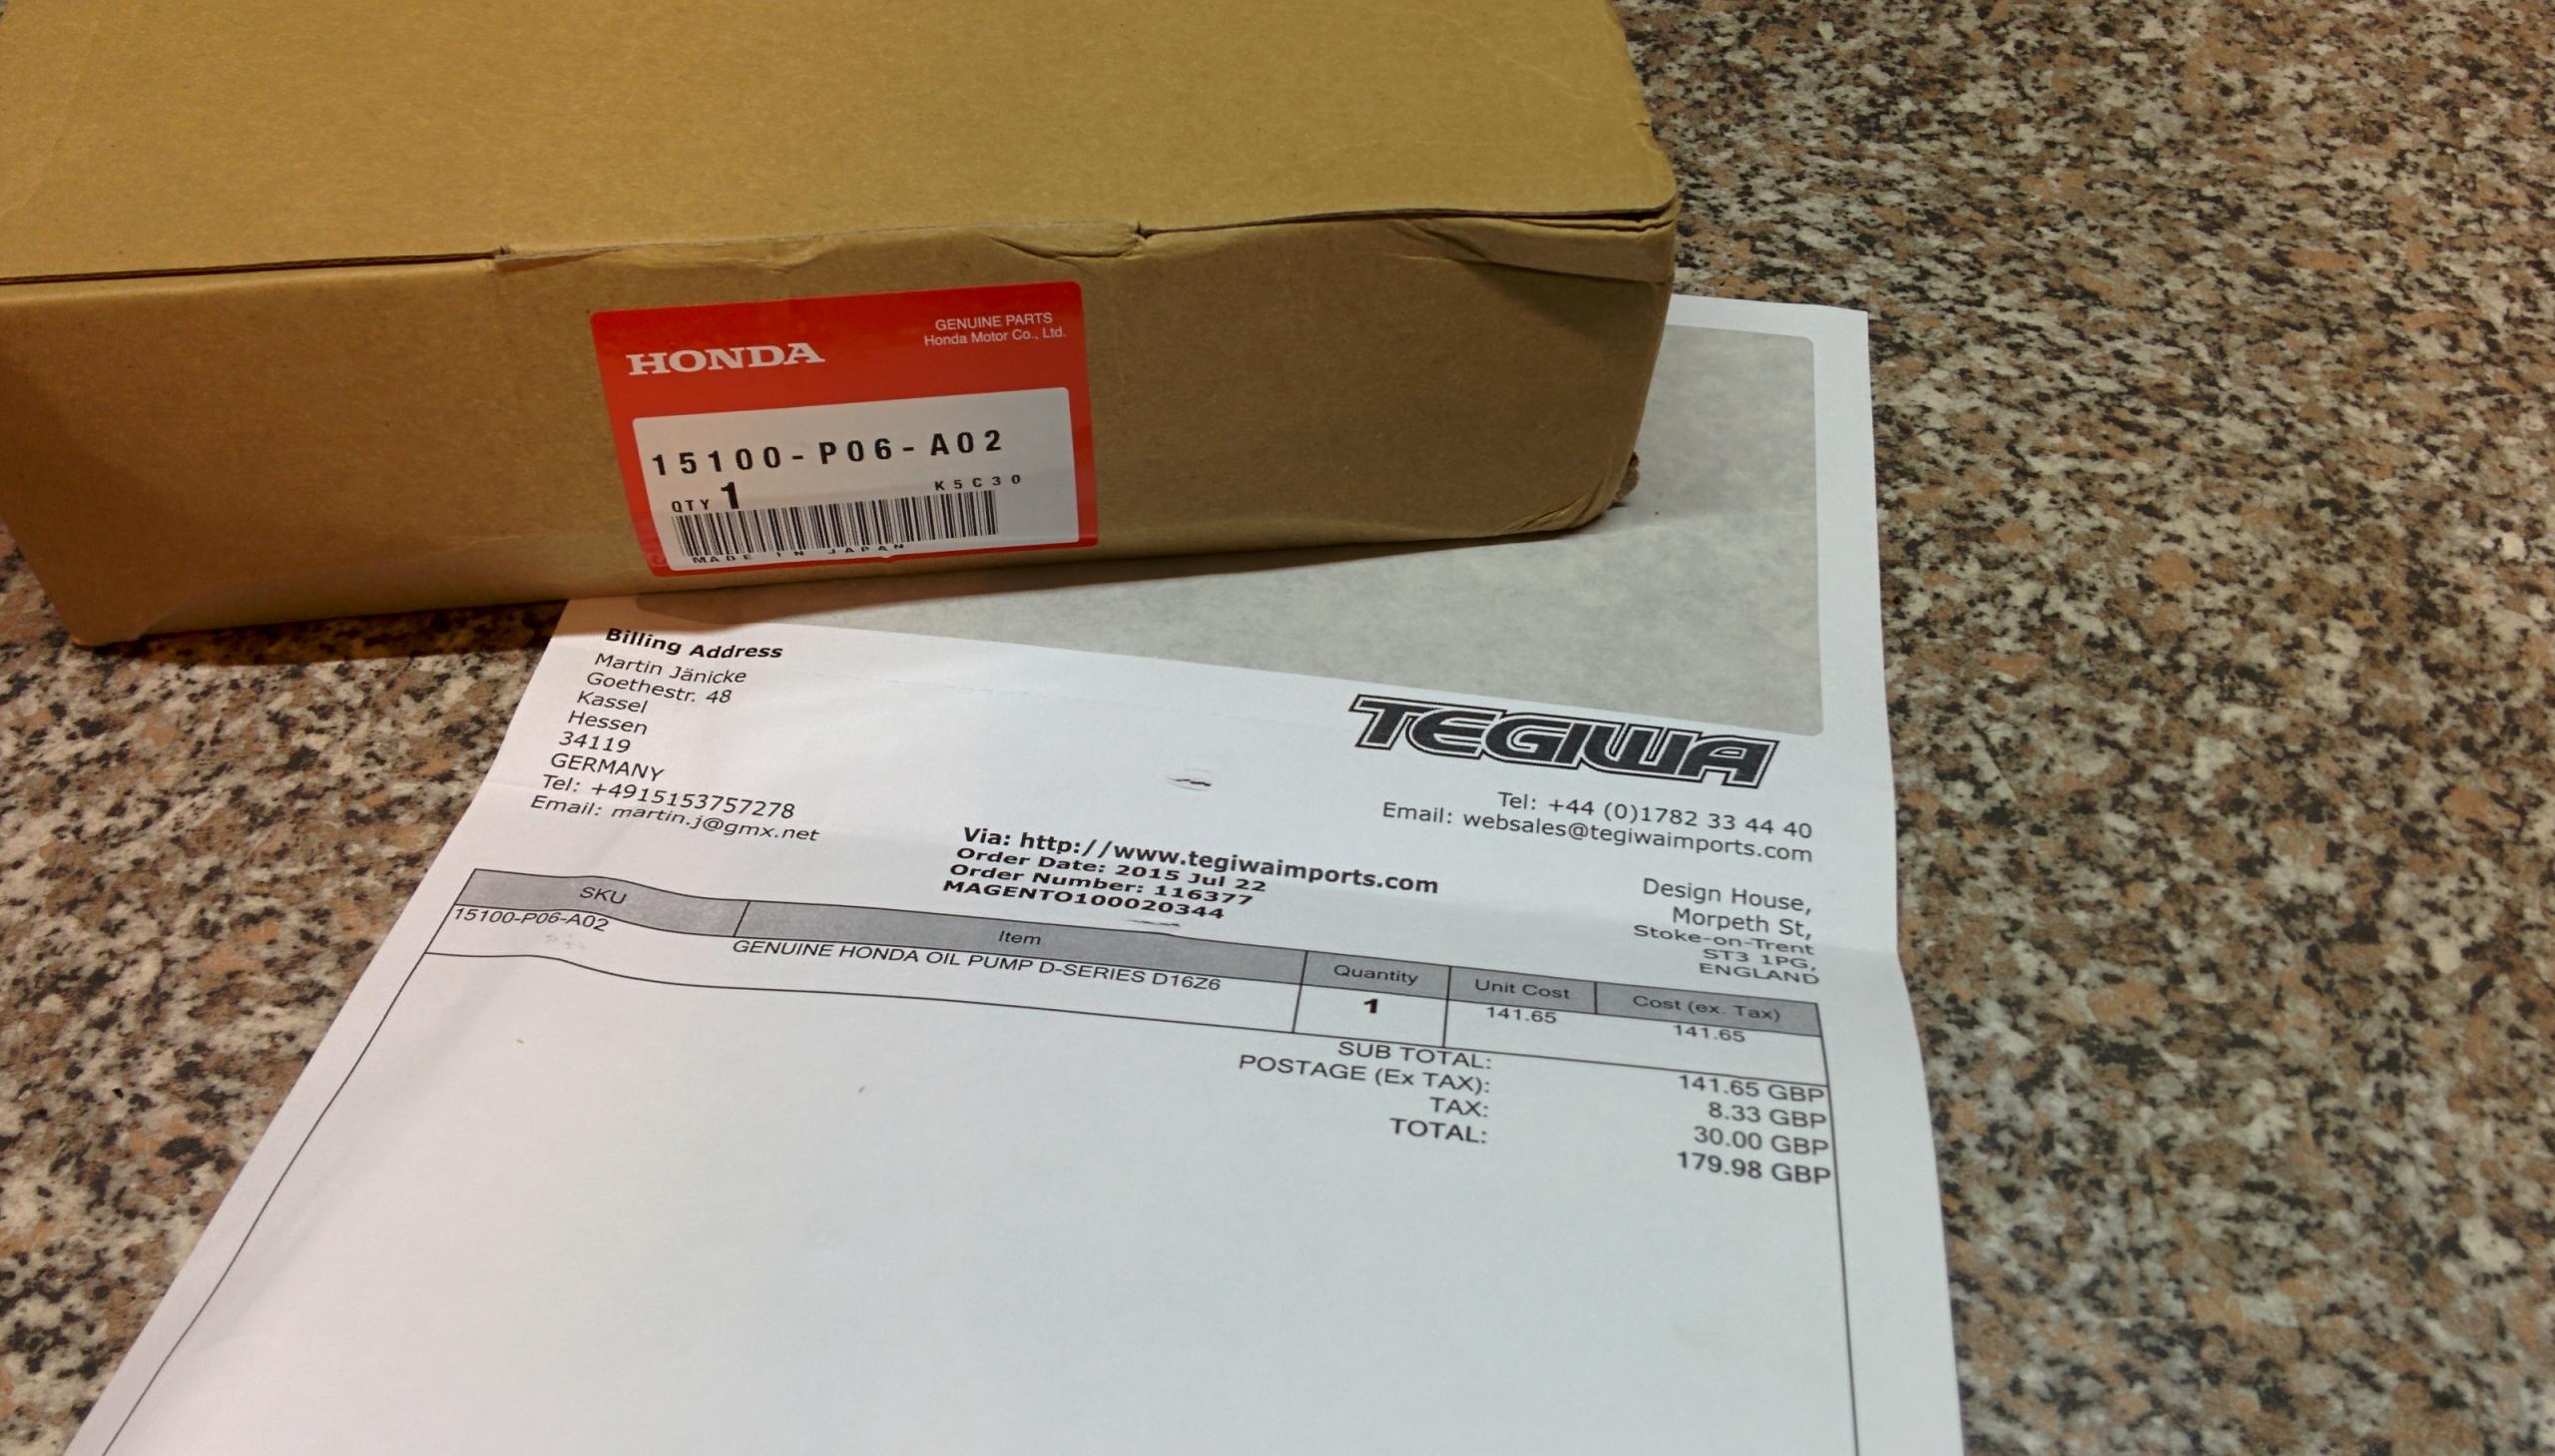 HONDA
GENUINE PARTS
Honda Motor Co., Ltd.
15100-P06-A02
QTY 1
K5C30
MADE IN JAPAN
Billing Address
Martin Jänicke
Goethestr. 48
Kassel
Hessen
34119
GERMANY
Tel: +4915153757278
Email: martin.j@gmx.net
TEGIWA
Tel: +44 (0)1782 33 44 40
Email: websales@tegiwaimports.com
Via: http://www.tegiwaimports.com
Order Date: 2015 Jul 22
Order Number: 116377
MAGENTO100020344
Design House,
Morpeth St,
Stoke-on-Trent
ST3 1PG,
ENGLAND
SKU Item Quantity Unit Cost Cost (ex. Tax)
15100-P06-A02 GENUINE HONDA OIL PUMP D-SERIES D16Z6 1 141.65 141.65
SUB TOTAL: 141.65 GBP
POSTAGE (Ex TAX): 8.33 GBP
TAX: 30.00 GBP
TOTAL: 179.98 GBP